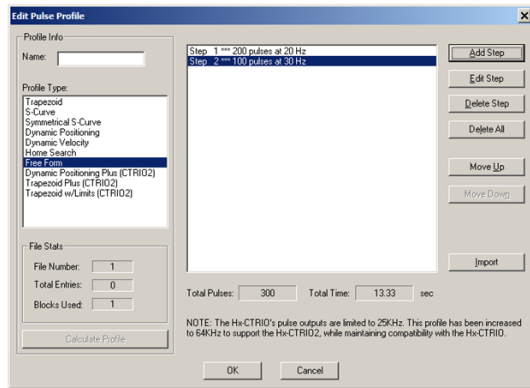 Edit Pulse Profile
Profile Info
Name:
Profile Type:
Trapezoid
S-Curve
Symmetrical S-Curve
Dynamic Positioning
Dynamic Velocity
Home Search
Free Form
Dynamic Positioning Plus (CTRIO2)
Trapezoid Plus (CTRIO2)
Trapezoid w/Limits (CTRIO2)
File Stats
File Number: 1
Total Entries: 0
Blocks Used: 1
Calculate Profile
Step 1 *** 200 pulses at 20 Hz
Step 2 *** 100 pulses at 30 Hz
Add Step
Edit Step
Delete Step
Delete All
Move Up
Move Down
Import
Total Pulses: 300 Total Time: 13.33 sec
NOTE: The Hx-CTRIO's pulse outputs are limited to 25KHz. This profile has been increased
to 64KHz to support the Hx-CTRIO2, while maintaining compatibility with the Hx-CTRIO.
OK Cancel